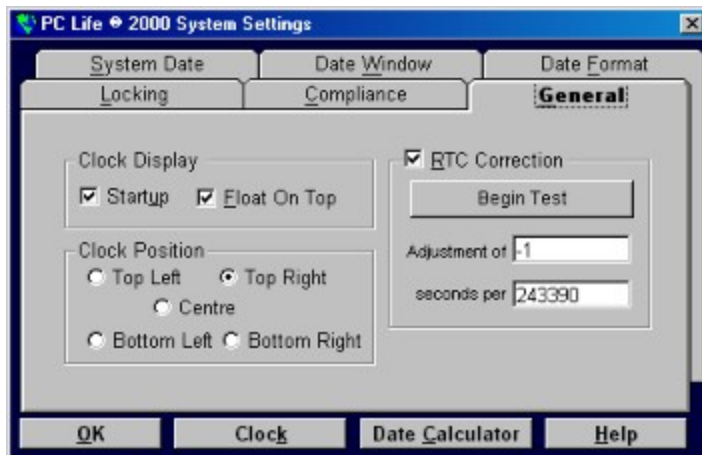 PC Life ® 2000 System Settings
System Date Date Window Date Format
Locking Compliance General
Clock Display
Startup Float On Top
Clock Position
Top Left Top Right
Centre
Bottom Left Bottom Right
RTC Correction
Begin Test
Adjustment of -1
seconds per 243390
OK Clock Date Calculator Help